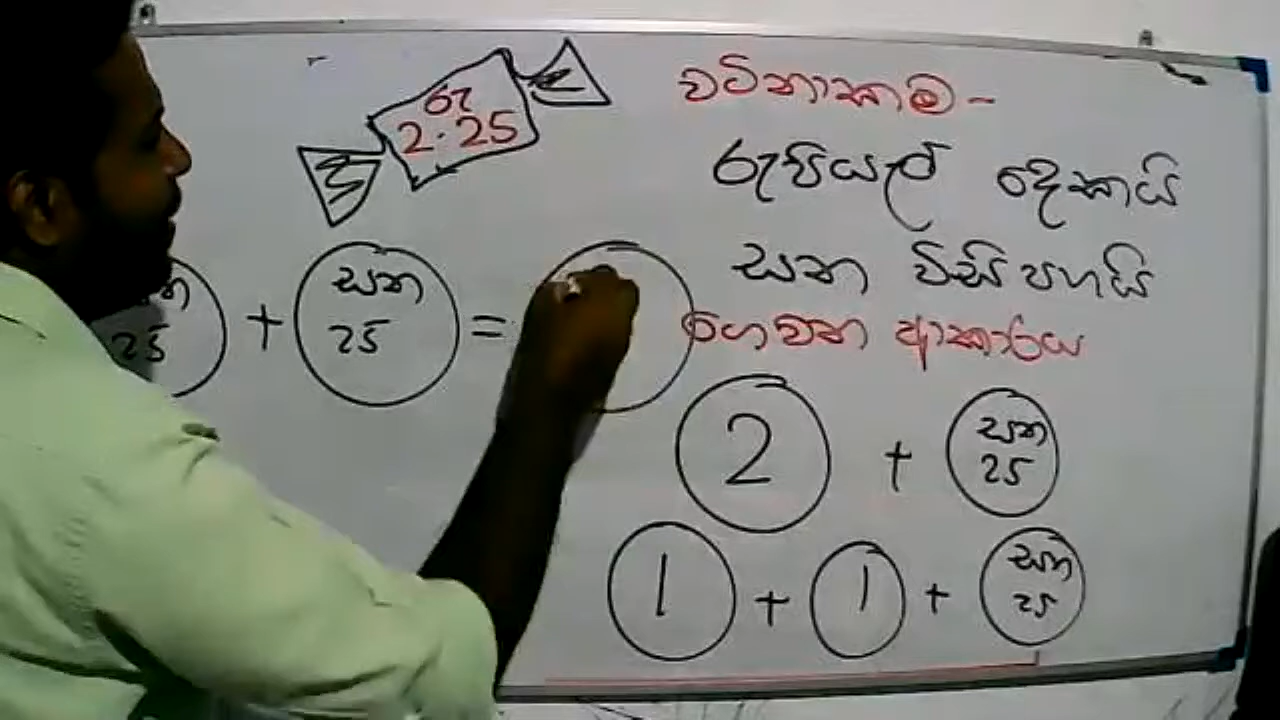 රු
2.25
වටිනාකම -
රුපියල් දෙකයි
සත විසි පහයි
ගෙවන ආකාරය
25 + සත 25 =
2 + සත 25
1 + 1 + සත 25